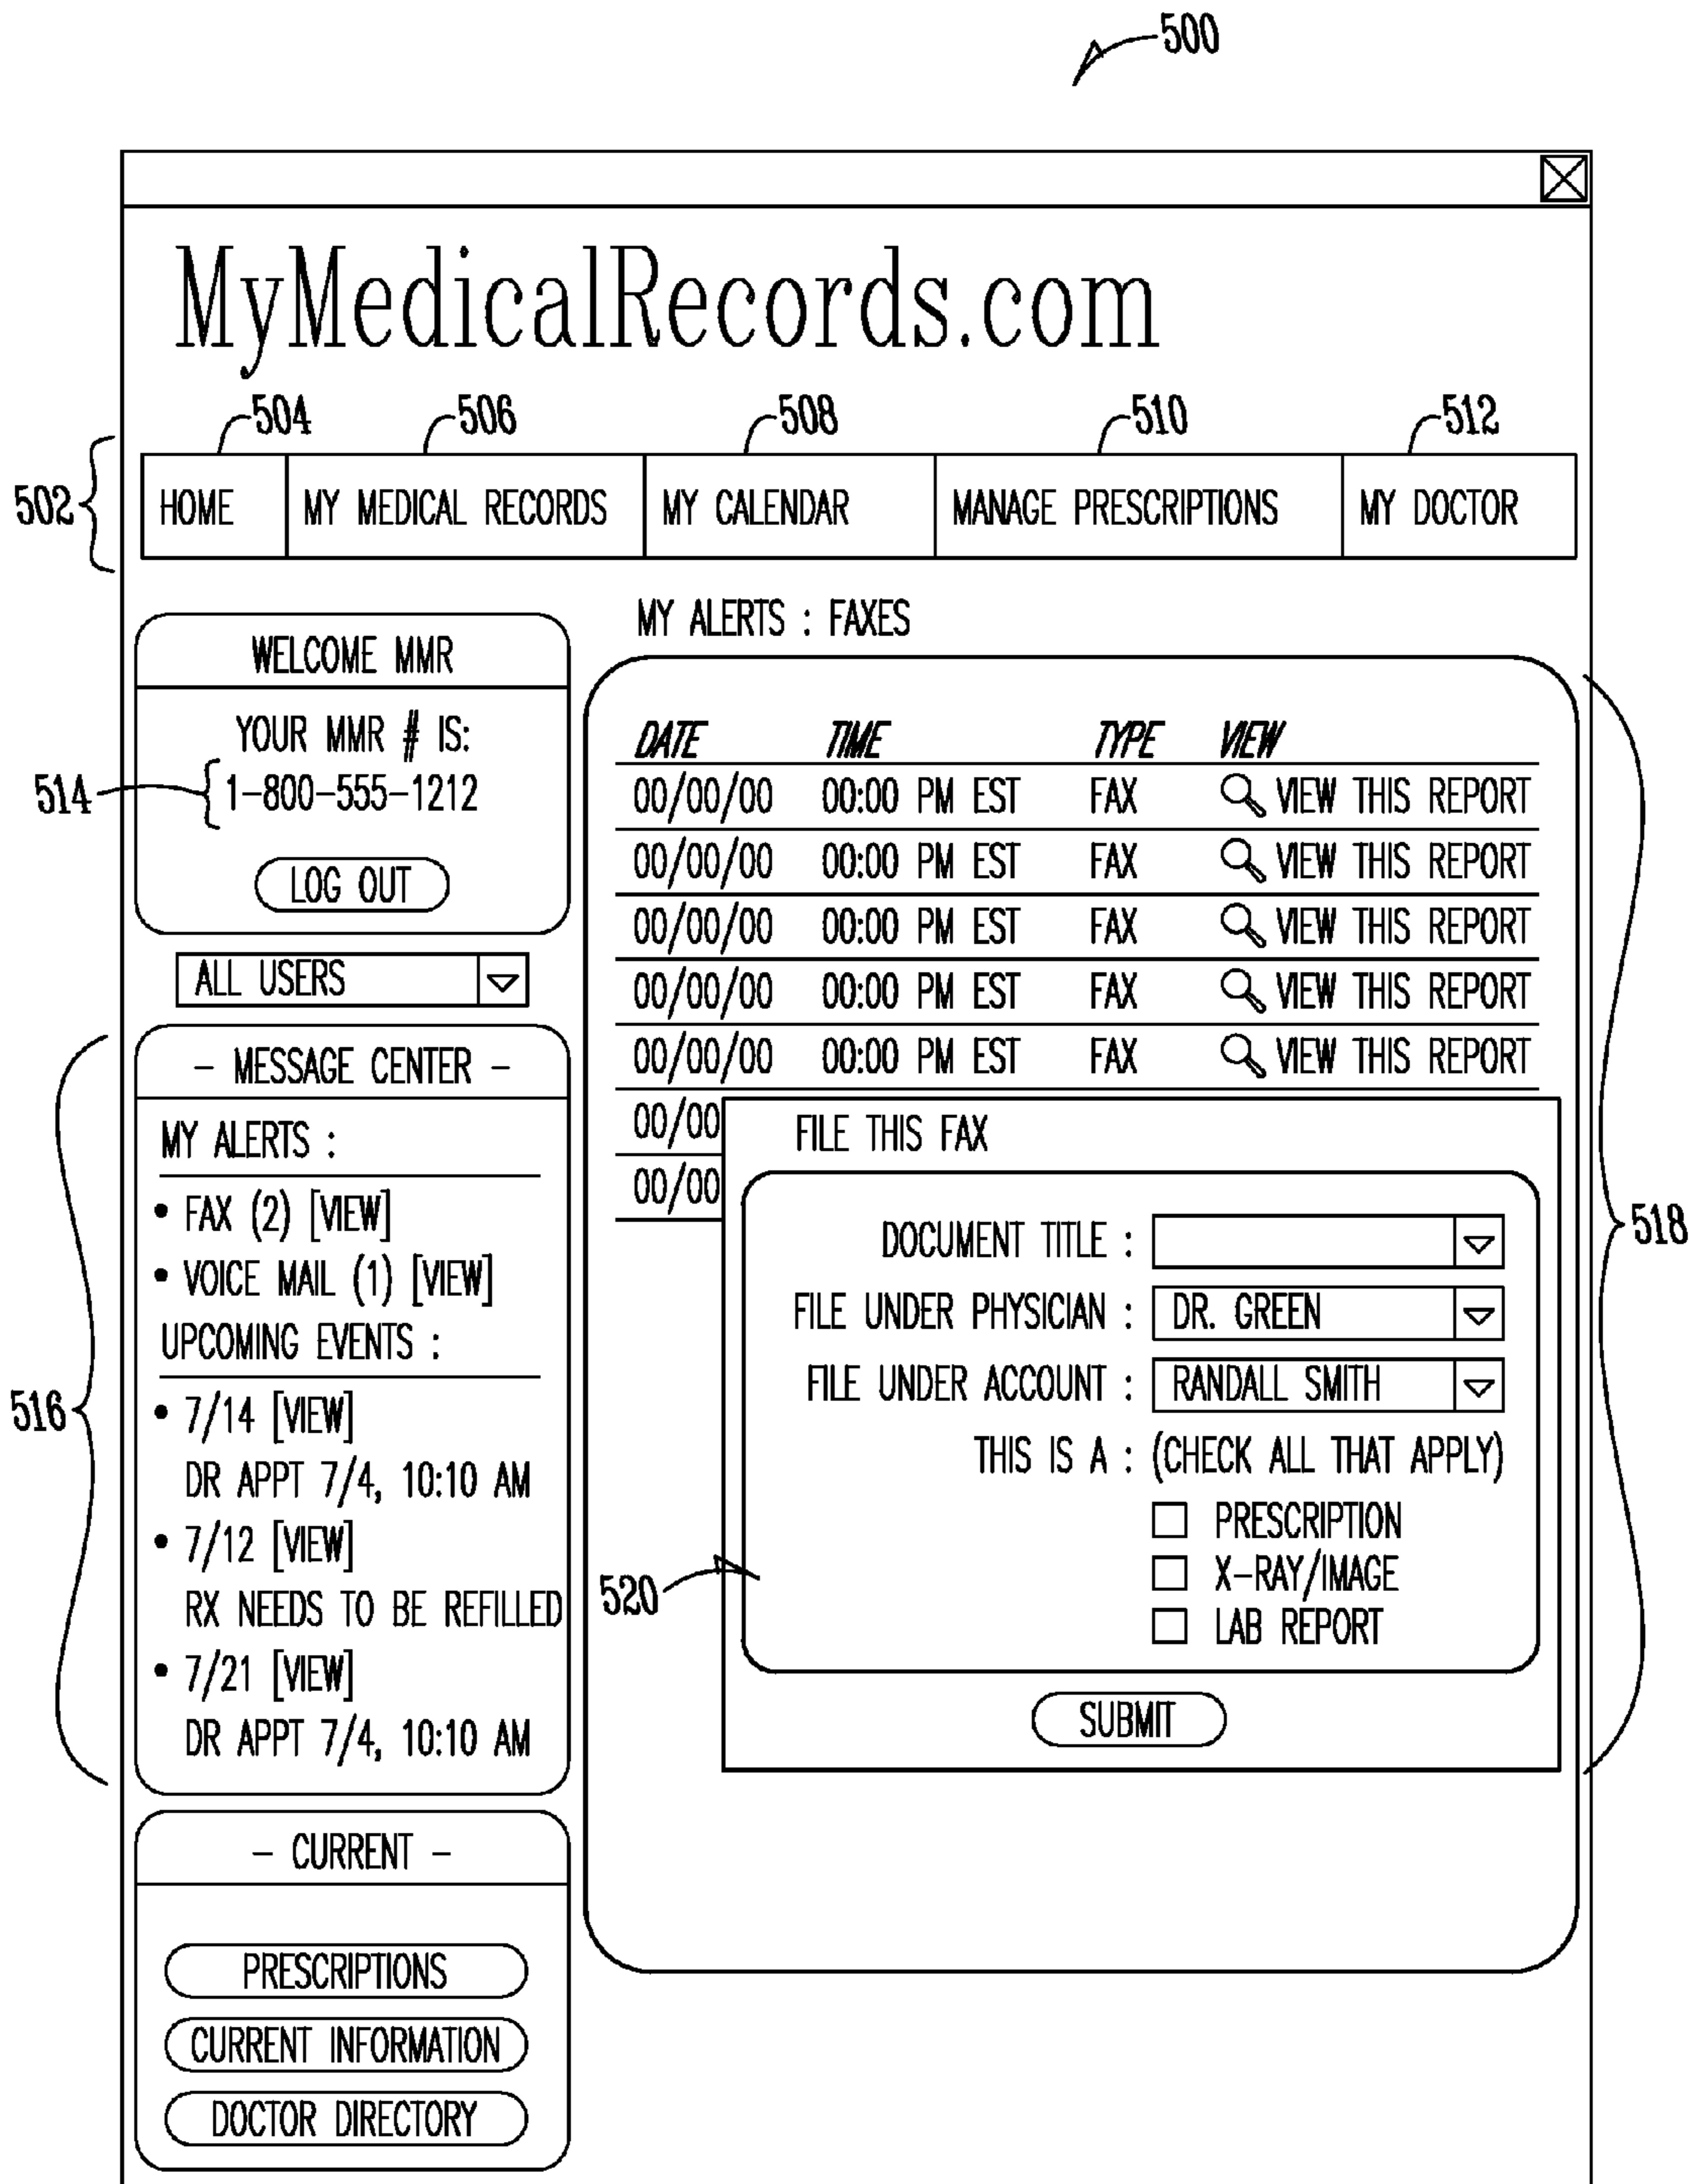 500
MyMedicalRecords.com
504 506 508 510 512
502
HOME MY MEDICAL RECORDS MY CALENDAR MANAGE PRESCRIPTIONS MY DOCTOR
WELCOME MMR
YOUR MMR # IS:
514
1-800-555-1212
LOG OUT
ALL USERS
516
- MESSAGE CENTER -
MY ALERTS :
• FAX (2) [VIEW]
• VOICE MAIL (1) [VIEW]
UPCOMING EVENTS :
• 7/14 [VIEW]
DR APPT 7/4, 10:10 AM
• 7/12 [VIEW]
RX NEEDS TO BE REFILLED
• 7/21 [VIEW]
DR APPT 7/4, 10:10 AM
- CURRENT -
PRESCRIPTIONS
CURRENT INFORMATION
DOCTOR DIRECTORY
MY ALERTS : FAXES
DATE TIME TYPE VIEW
00/00/00 00:00 PM EST FAX VIEW THIS REPORT
00/00/00 00:00 PM EST FAX VIEW THIS REPORT
00/00/00 00:00 PM EST FAX VIEW THIS REPORT
00/00/00 00:00 PM EST FAX VIEW THIS REPORT
00/00/00 00:00 PM EST FAX VIEW THIS REPORT
00/00
00/00
518
FILE THIS FAX
DOCUMENT TITLE :
FILE UNDER PHYSICIAN : DR. GREEN
FILE UNDER ACCOUNT : RANDALL SMITH
THIS IS A : (CHECK ALL THAT APPLY)
PRESCRIPTION
X-RAY/IMAGE
LAB REPORT
520
SUBMIT